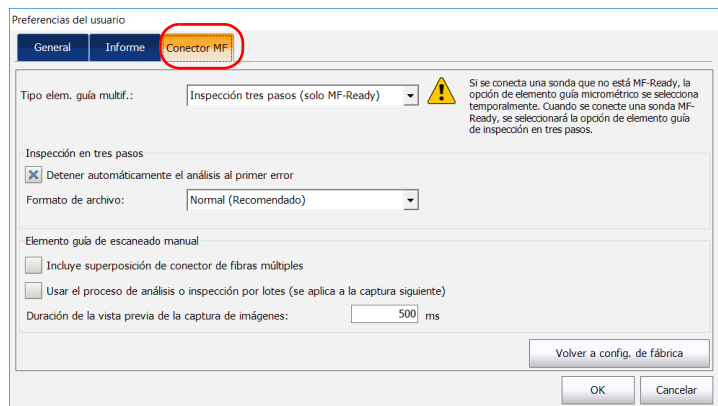 Preferencias del usuario
General
Informe
Conector MF
Tipo elem. guía multif.:
Inspección tres pasos (solo MF-Ready)
Si se conecta una sonda que no está MF-Ready, la
opción de elemento guía micrométrico se selecciona
temporalmente. Cuando se conecte una sonda MF-
Ready, se seleccionará la opción de elemento guía
de inspección en tres pasos.
Inspección en tres pasos
Detener automáticamente el análisis al primer error
Formato de archivo:
Normal (Recomendado)
Elemento guía de escaneado manual
Incluye superposición de conector de fibras múltiples
Usar el proceso de análisis o inspección por lotes (se aplica a la captura siguiente)
Duración de la vista previa de la captura de imágenes:
500 ms
Volver a config. de fábrica
OK
Cancelar